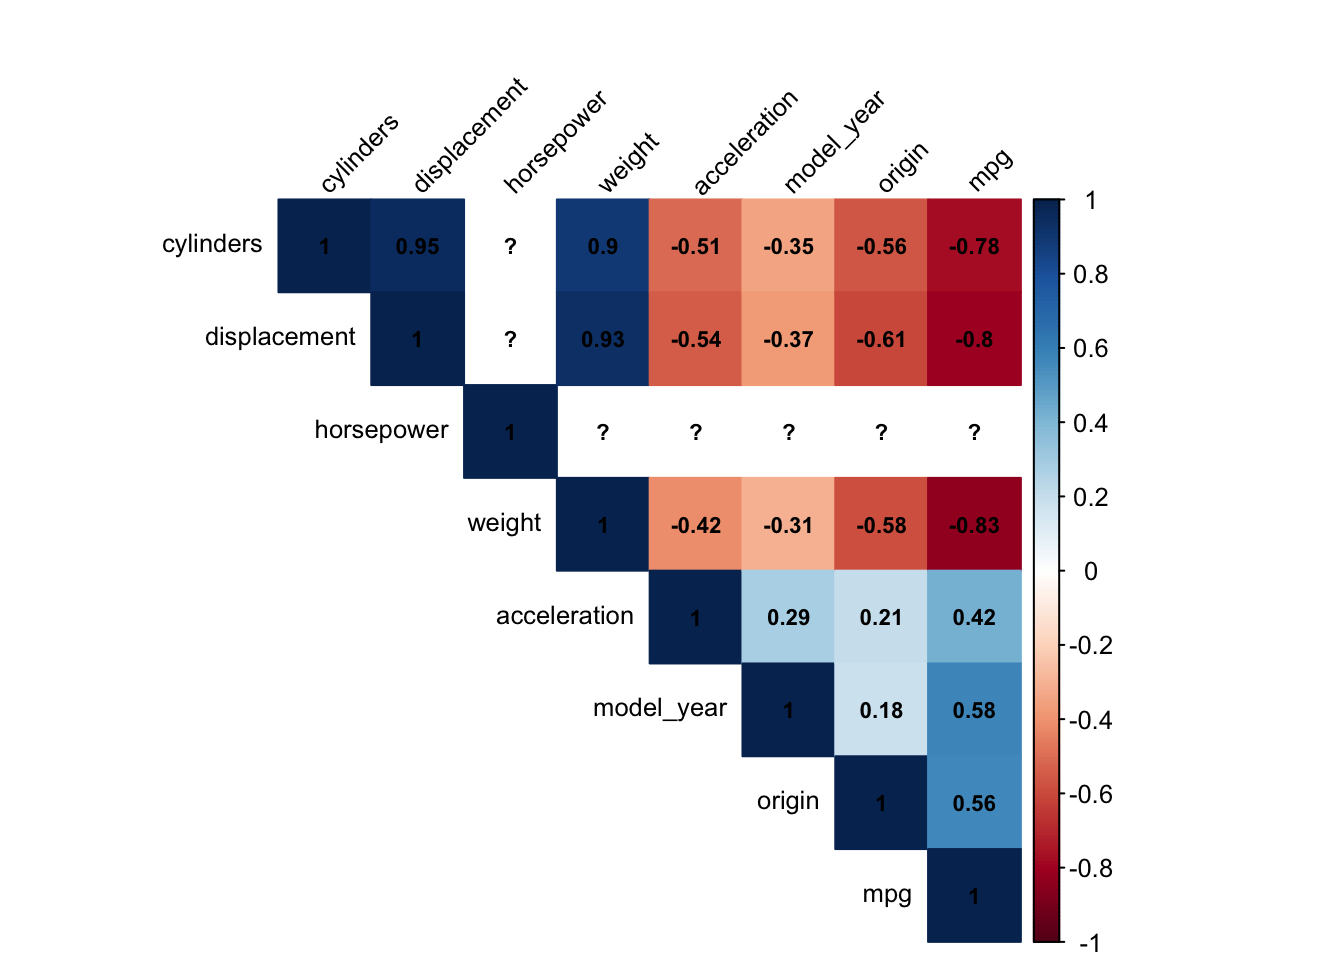 cylinders displacement horsepower weight acceleration model_year origin mpg
cylinders 1 0.95 ? 0.9 -0.51 -0.35 -0.56 -0.78
displacement 1 ? 0.93 -0.54 -0.37 -0.61 -0.8
horsepower 1 ? ? ? ? ?
weight 1 -0.42 -0.31 -0.58 -0.83
acceleration 1 0.29 0.21 0.42
model_year 1 0.18 0.58
origin 1 0.56
mpg 1
1
0.8
0.6
0.4
0.2
0
-0.2
-0.4
-0.6
-0.8
-1